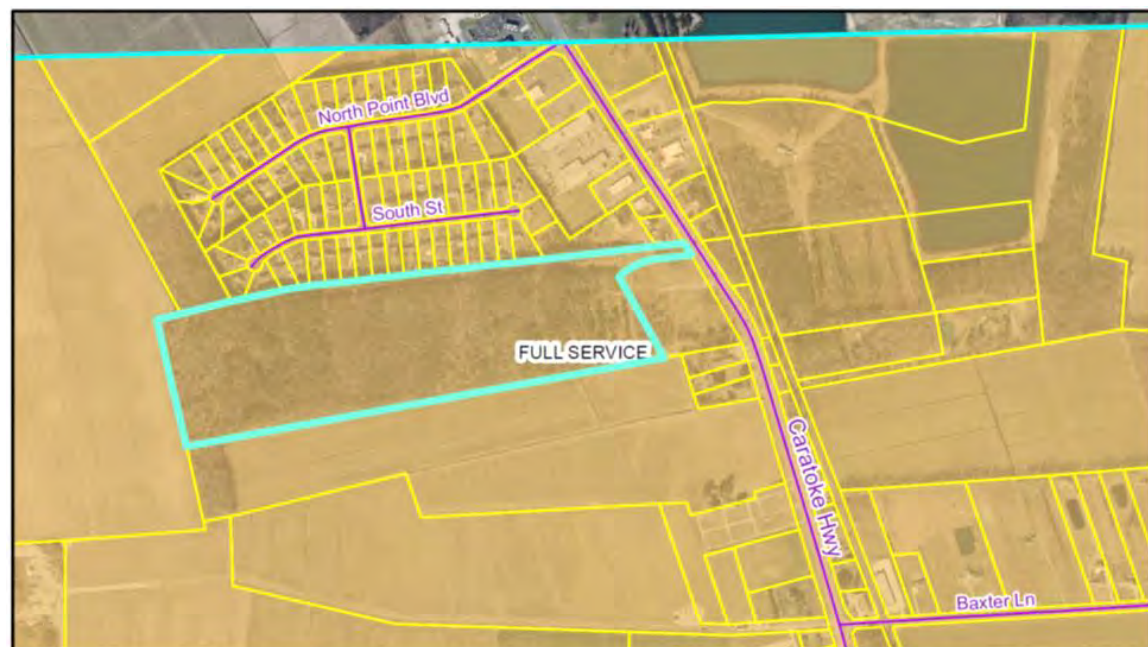 North Point Blvd
South St
FULL SERVICE
Caratoke Hwy
Baxter Ln